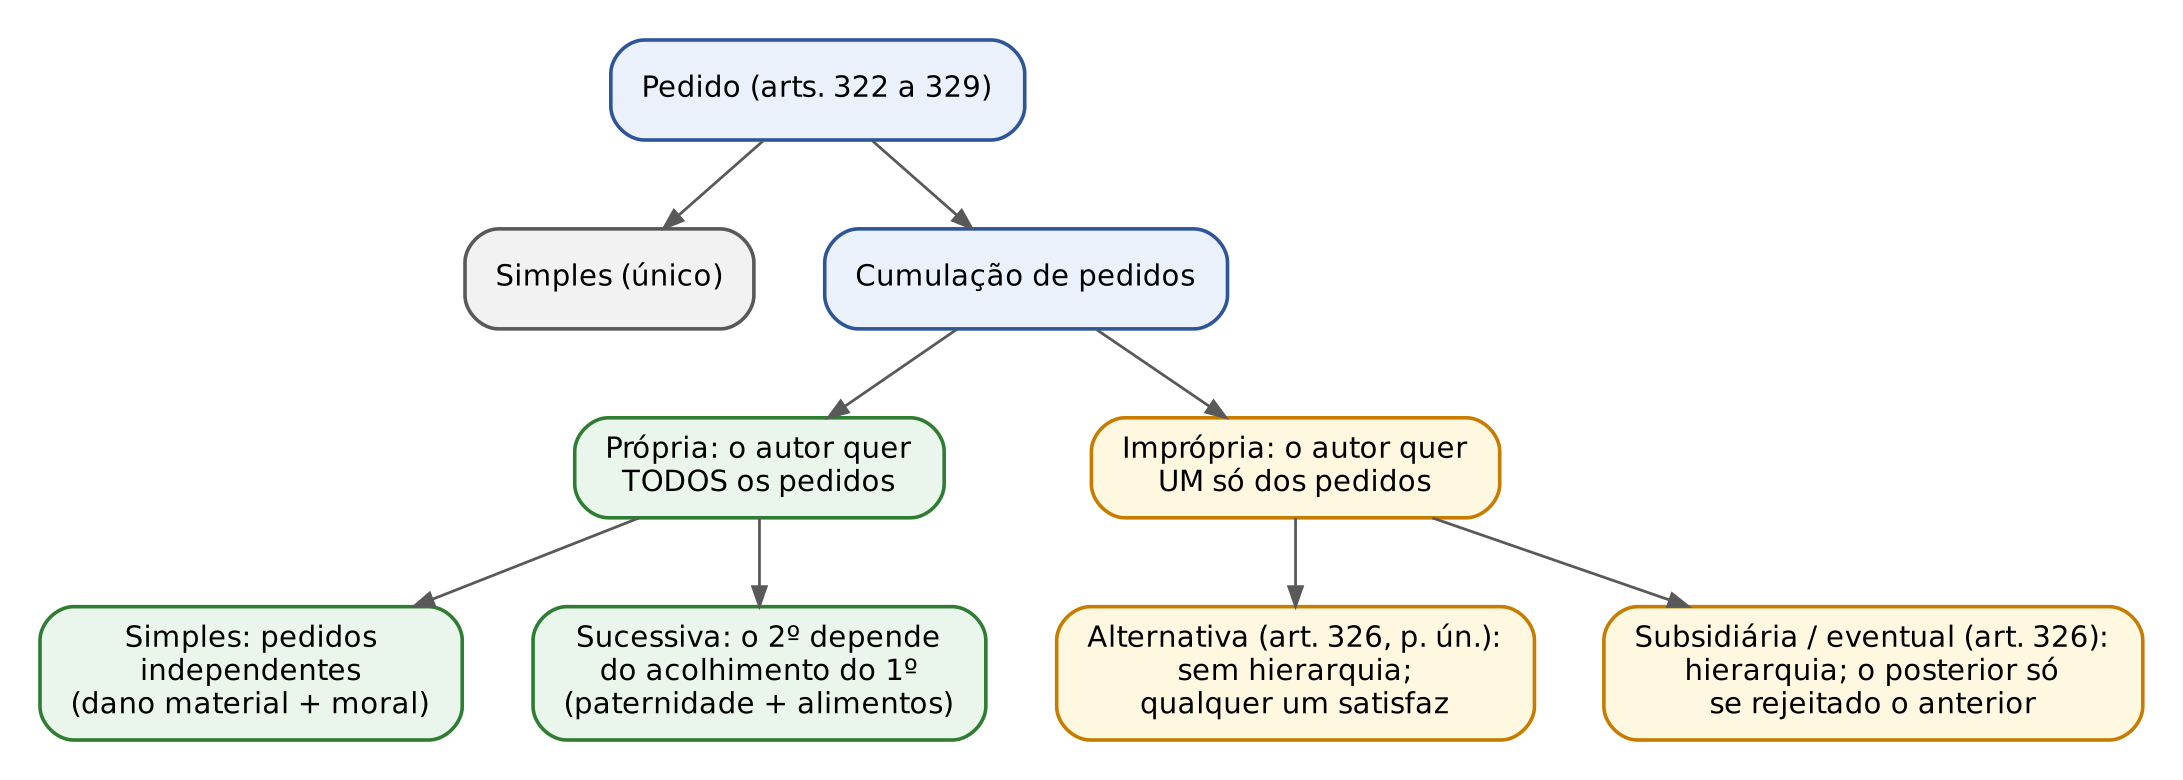 Pedido (arts. 322 a 329)
Simples (único)
Cumulação de pedidos
Própria: o autor quer
TODOS os pedidos
Imprópria: o autor quer
UM só dos pedidos
Simples: pedidos
independentes
(dano material + moral)
Sucessiva: o 2º depende
do acolhimento do 1º
(paternidade + alimentos)
Alternativa (art. 326, p. ún.):
sem hierarquia;
qualquer um satisfaz
Subsidiária / eventual (art. 326):
hierarquia; o posterior só
se rejeitado o anterior